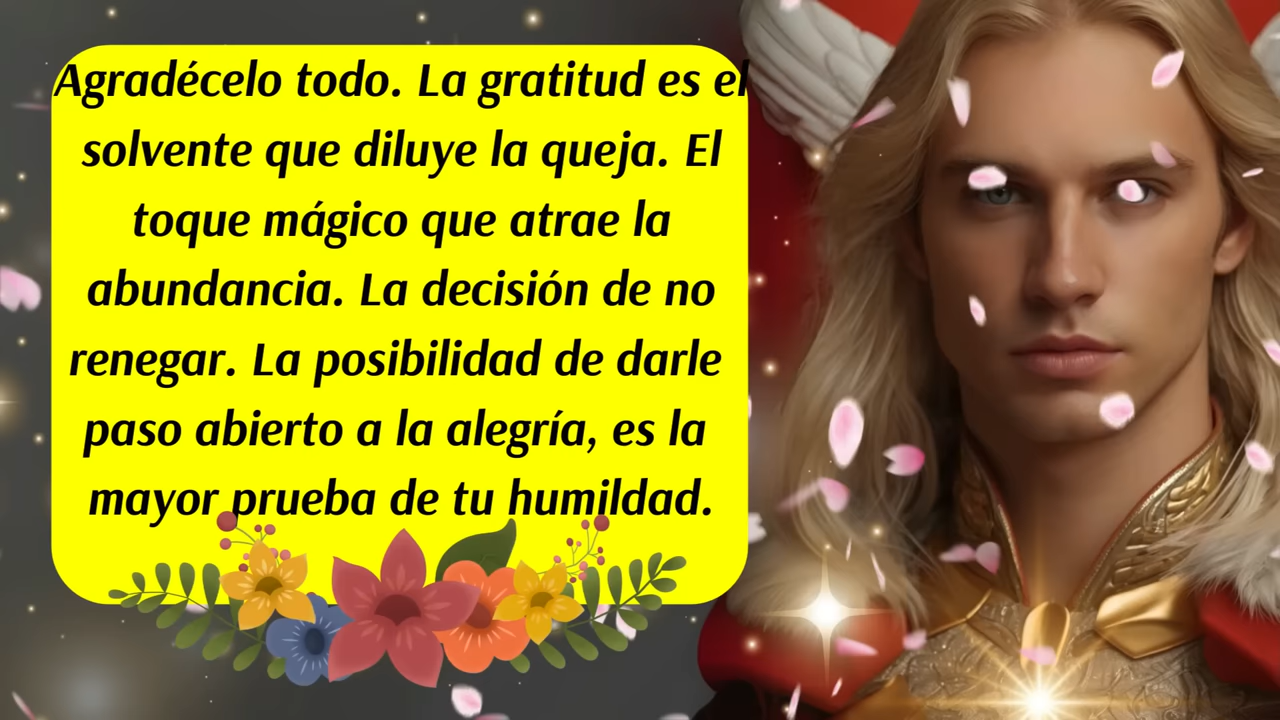 Agradécelo todo. La gratitud es el
solvente que diluye la queja. El
toque mágico que atrae la
abundancia. La decisión de no
renegar. La posibilidad de darle
paso abierto a la alegría, es la
mayor prueba de tu humildad.